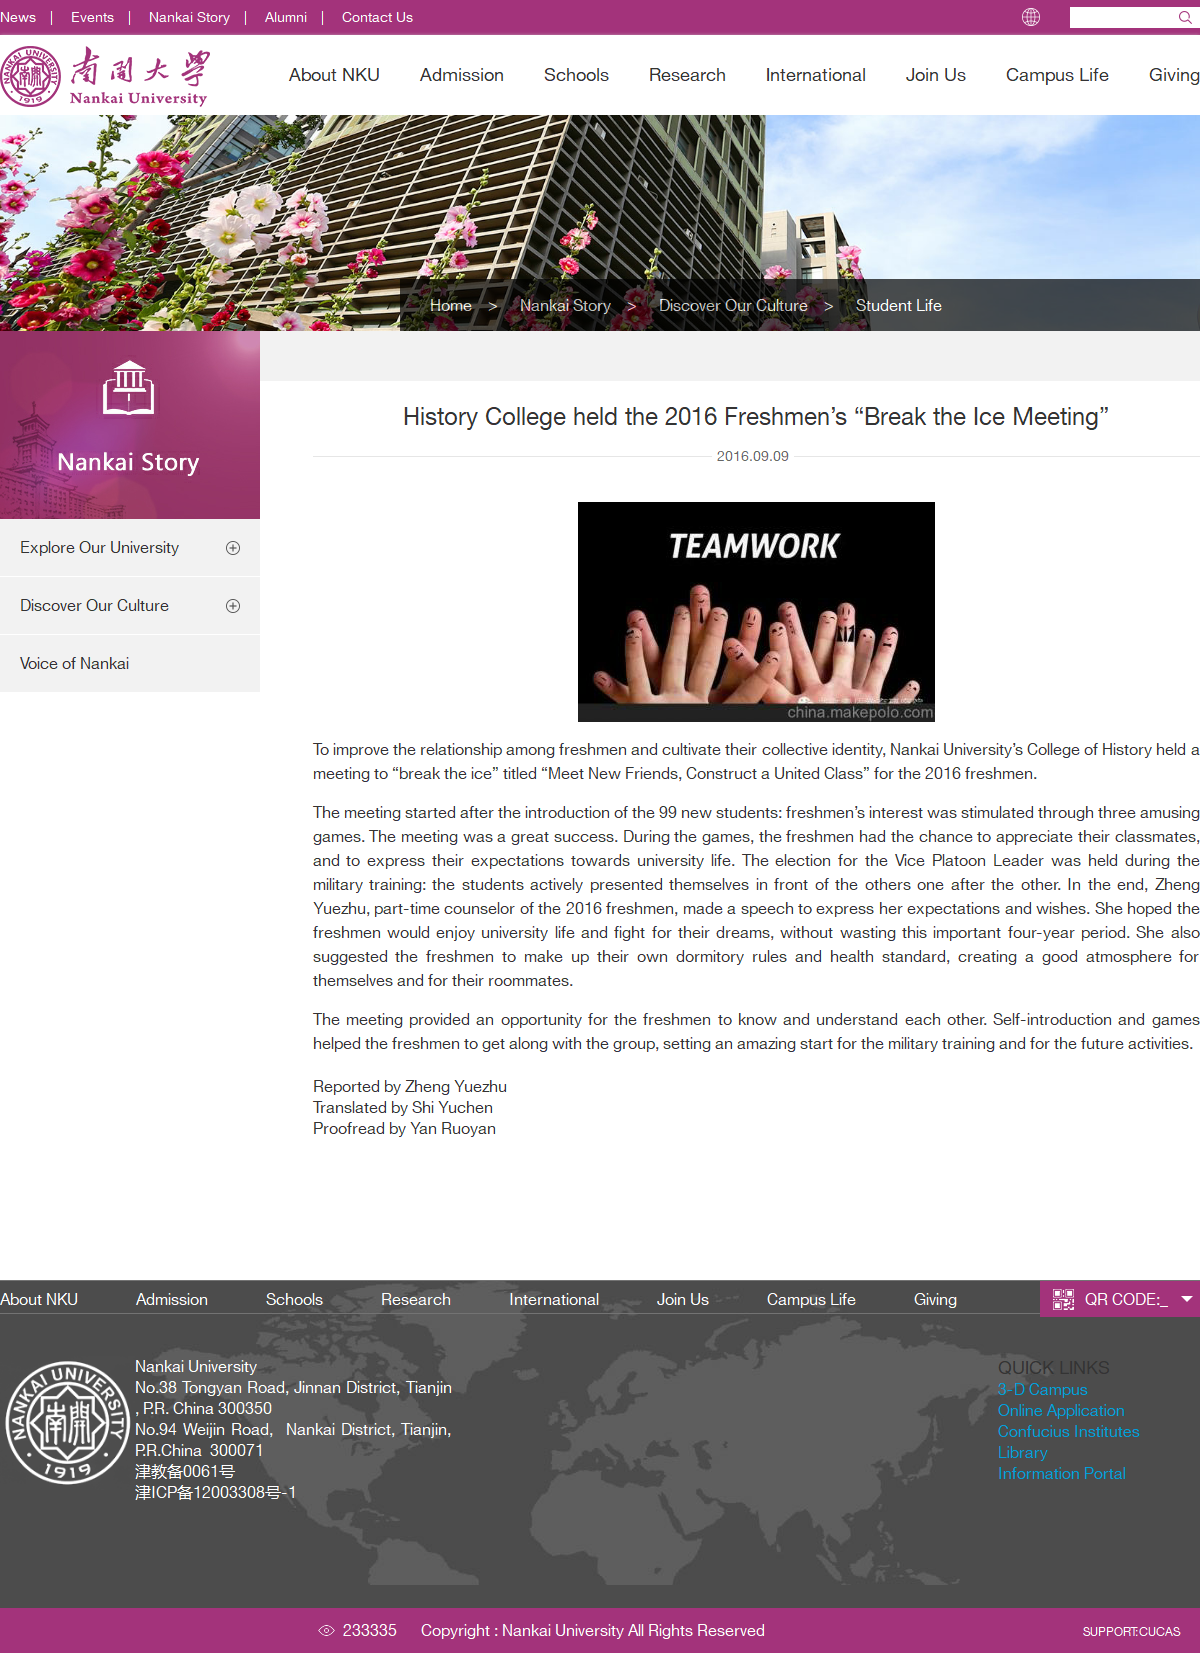 News | Events | Nankai Story | Alumni | Contact Us
NANKAI UNIVERSITY
1919
南開大學
Nankai University
About NKU Admission Schools Research International Join Us Campus Life Giving
Home > Nankai Story > Discover Our Culture > Student Life
Nankai Story
Explore Our University
Discover Our Culture
Voice of Nankai
History College held the 2016 Freshmen’s “Break the Ice Meeting”
2016.09.09
TEAMWORK
china.makepolo.com
To improve the relationship among freshmen and cultivate their collective identity, Nankai University’s College of History held a
meeting to “break the ice” titled “Meet New Friends, Construct a United Class” for the 2016 freshmen.
The meeting started after the introduction of the 99 new students: freshmen’s interest was stimulated through three amusing
games. The meeting was a great success. During the games, the freshmen had the chance to appreciate their classmates,
and to express their expectations towards university life. The election for the Vice Platoon Leader was held during the
military training: the students actively presented themselves in front of the others one after the other. In the end, Zheng
Yuezhu, part-time counselor of the 2016 freshmen, made a speech to express her expectations and wishes. She hoped the
freshmen would enjoy university life and fight for their dreams, without wasting this important four-year period. She also
suggested the freshmen to make up their own dormitory rules and health standard, creating a good atmosphere for
themselves and for their roommates.
The meeting provided an opportunity for the freshmen to know and understand each other. Self-introduction and games
helped the freshmen to get along with the group, setting an amazing start for the military training and for the future activities.
Reported by Zheng Yuezhu
Translated by Shi Yuchen
Proofread by Yan Ruoyan
About NKU Admission Schools Research International Join Us Campus Life Giving
QR CODE:_
NANKAI UNIVERSITY
南開
1919
Nankai University
No.38 Tongyan Road, Jinnan District, Tianjin
, P.R. China 300350
No.94 Weijin Road, Nankai District, Tianjin,
P.R.China 300071
津教备0061号
津ICP备12003308号-1
QUICK LINKS
3-D Campus
Online Application
Confucius Institutes
Library
Information Portal
233335 Copyright : Nankai University All Rights Reserved
SUPPORT:CUCAS